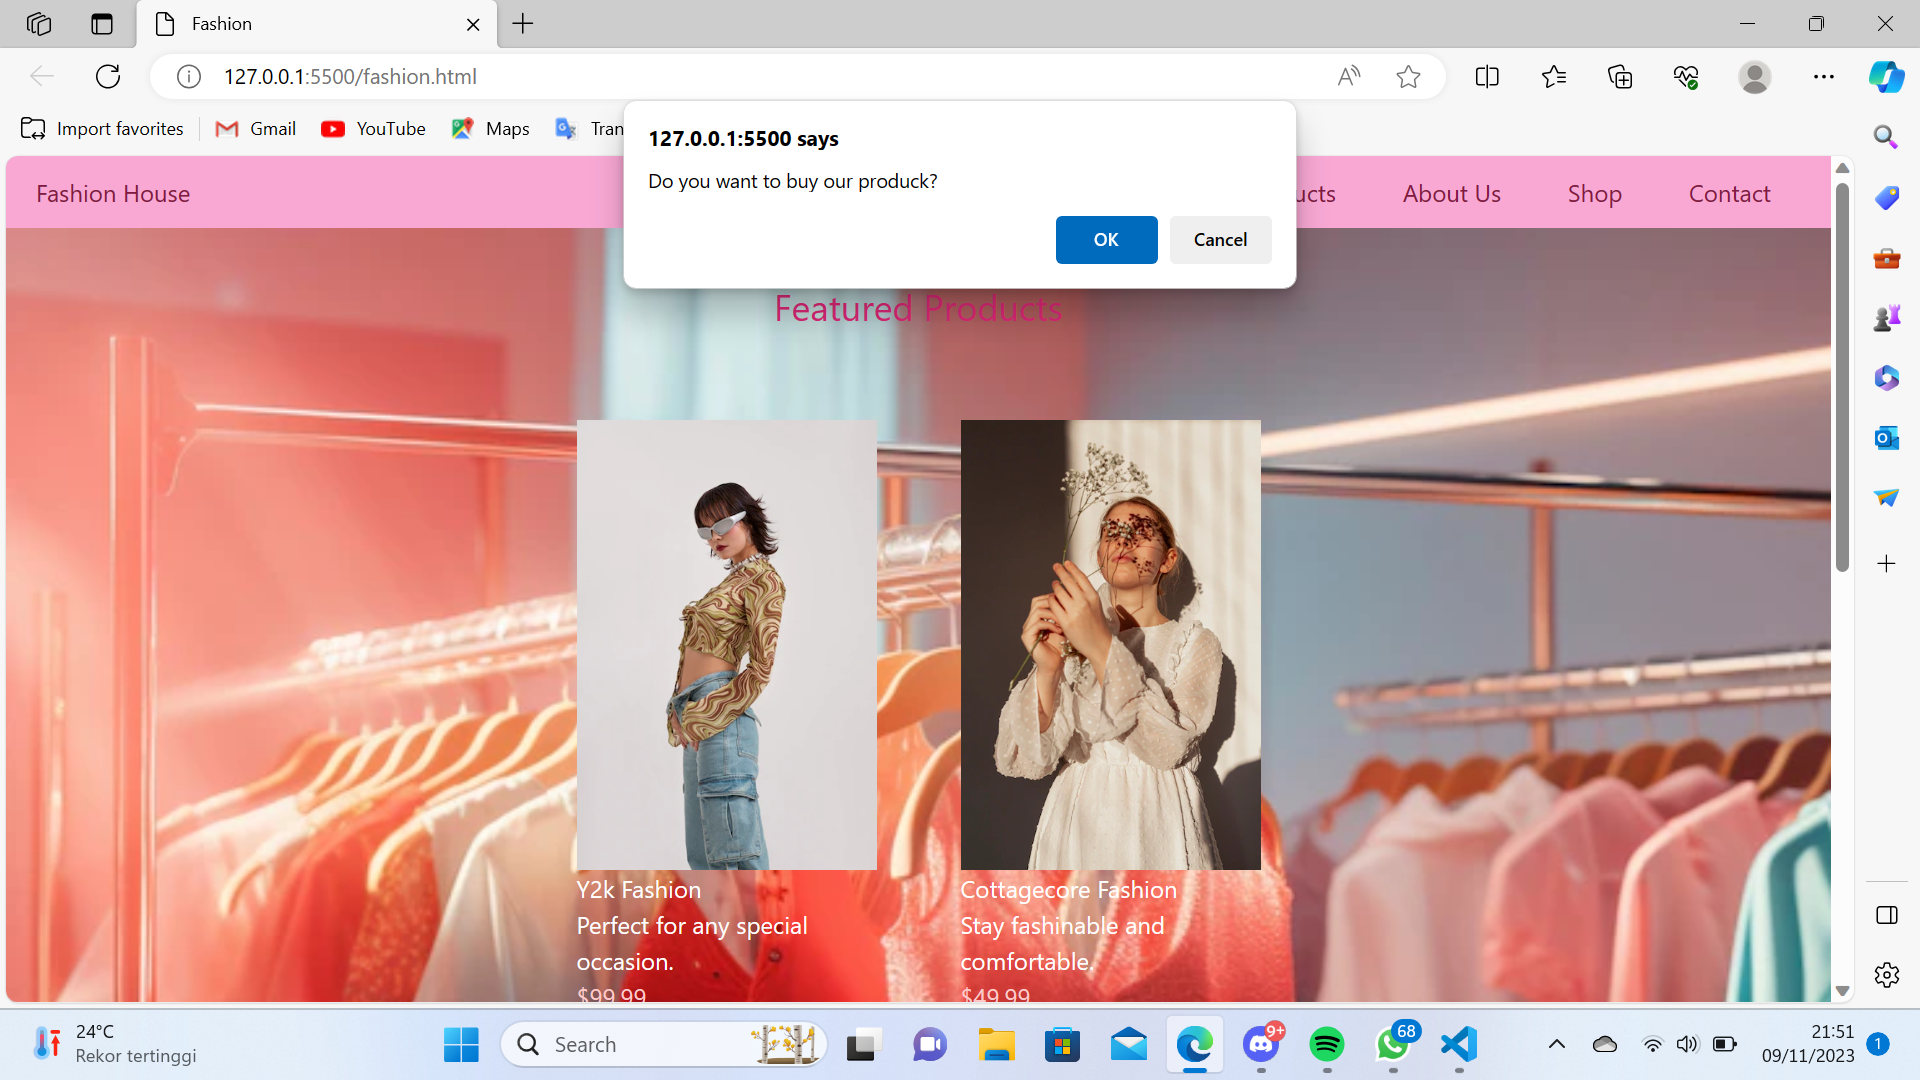 Fashion
127.0.0.1:5500/fashion.html
Import favorites
Gmail
YouTube
Maps
Tran
127.0.0.1:5500 says
Do you want to buy our produck?
OK
Cancel
Fashion House
ucts
About Us
Shop
Contact
Featured Products
Y2k Fashion
Perfect for any special
occasion.
$99.99
Cottagecore Fashion
Stay fashinable and
comfortable.
$49.99
24°C
Rekor tertinggi
Search
9+
68
21:51
09/11/2023
1